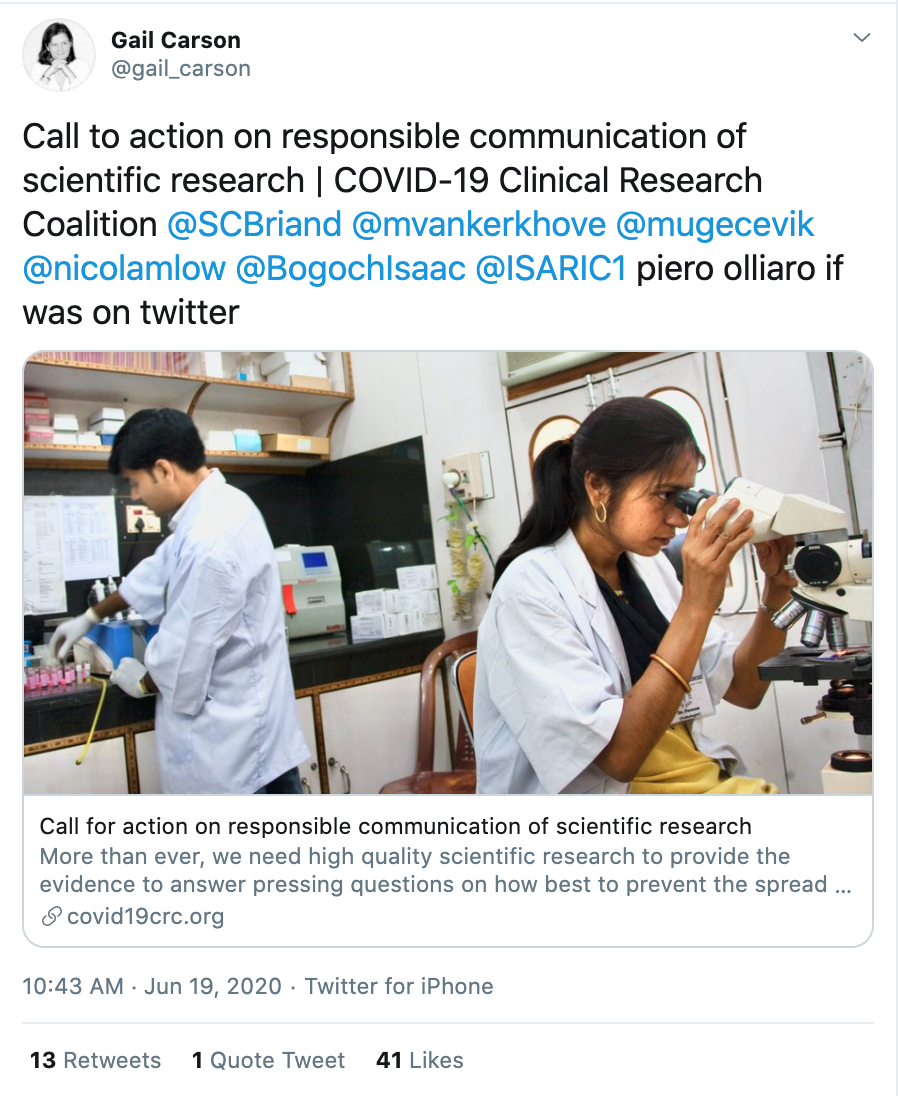 Gail Carson
@gail_carson
Call to action on responsible communication of
scientific research | COVID-19 Clinical Research
Coalition @SCBriand @mvankerkhove @mugecevik
@nicolamlow @BogochIsaac @ISARIC1 piero olliaro if
was on twitter
Call for action on responsible communication of scientific research
More than ever, we need high quality scientific research to provide the
evidence to answer pressing questions on how best to prevent the spread ...
covid19crc.org
10:43 AM · Jun 19, 2020 · Twitter for iPhone
13 Retweets 1 Quote Tweet 41 Likes